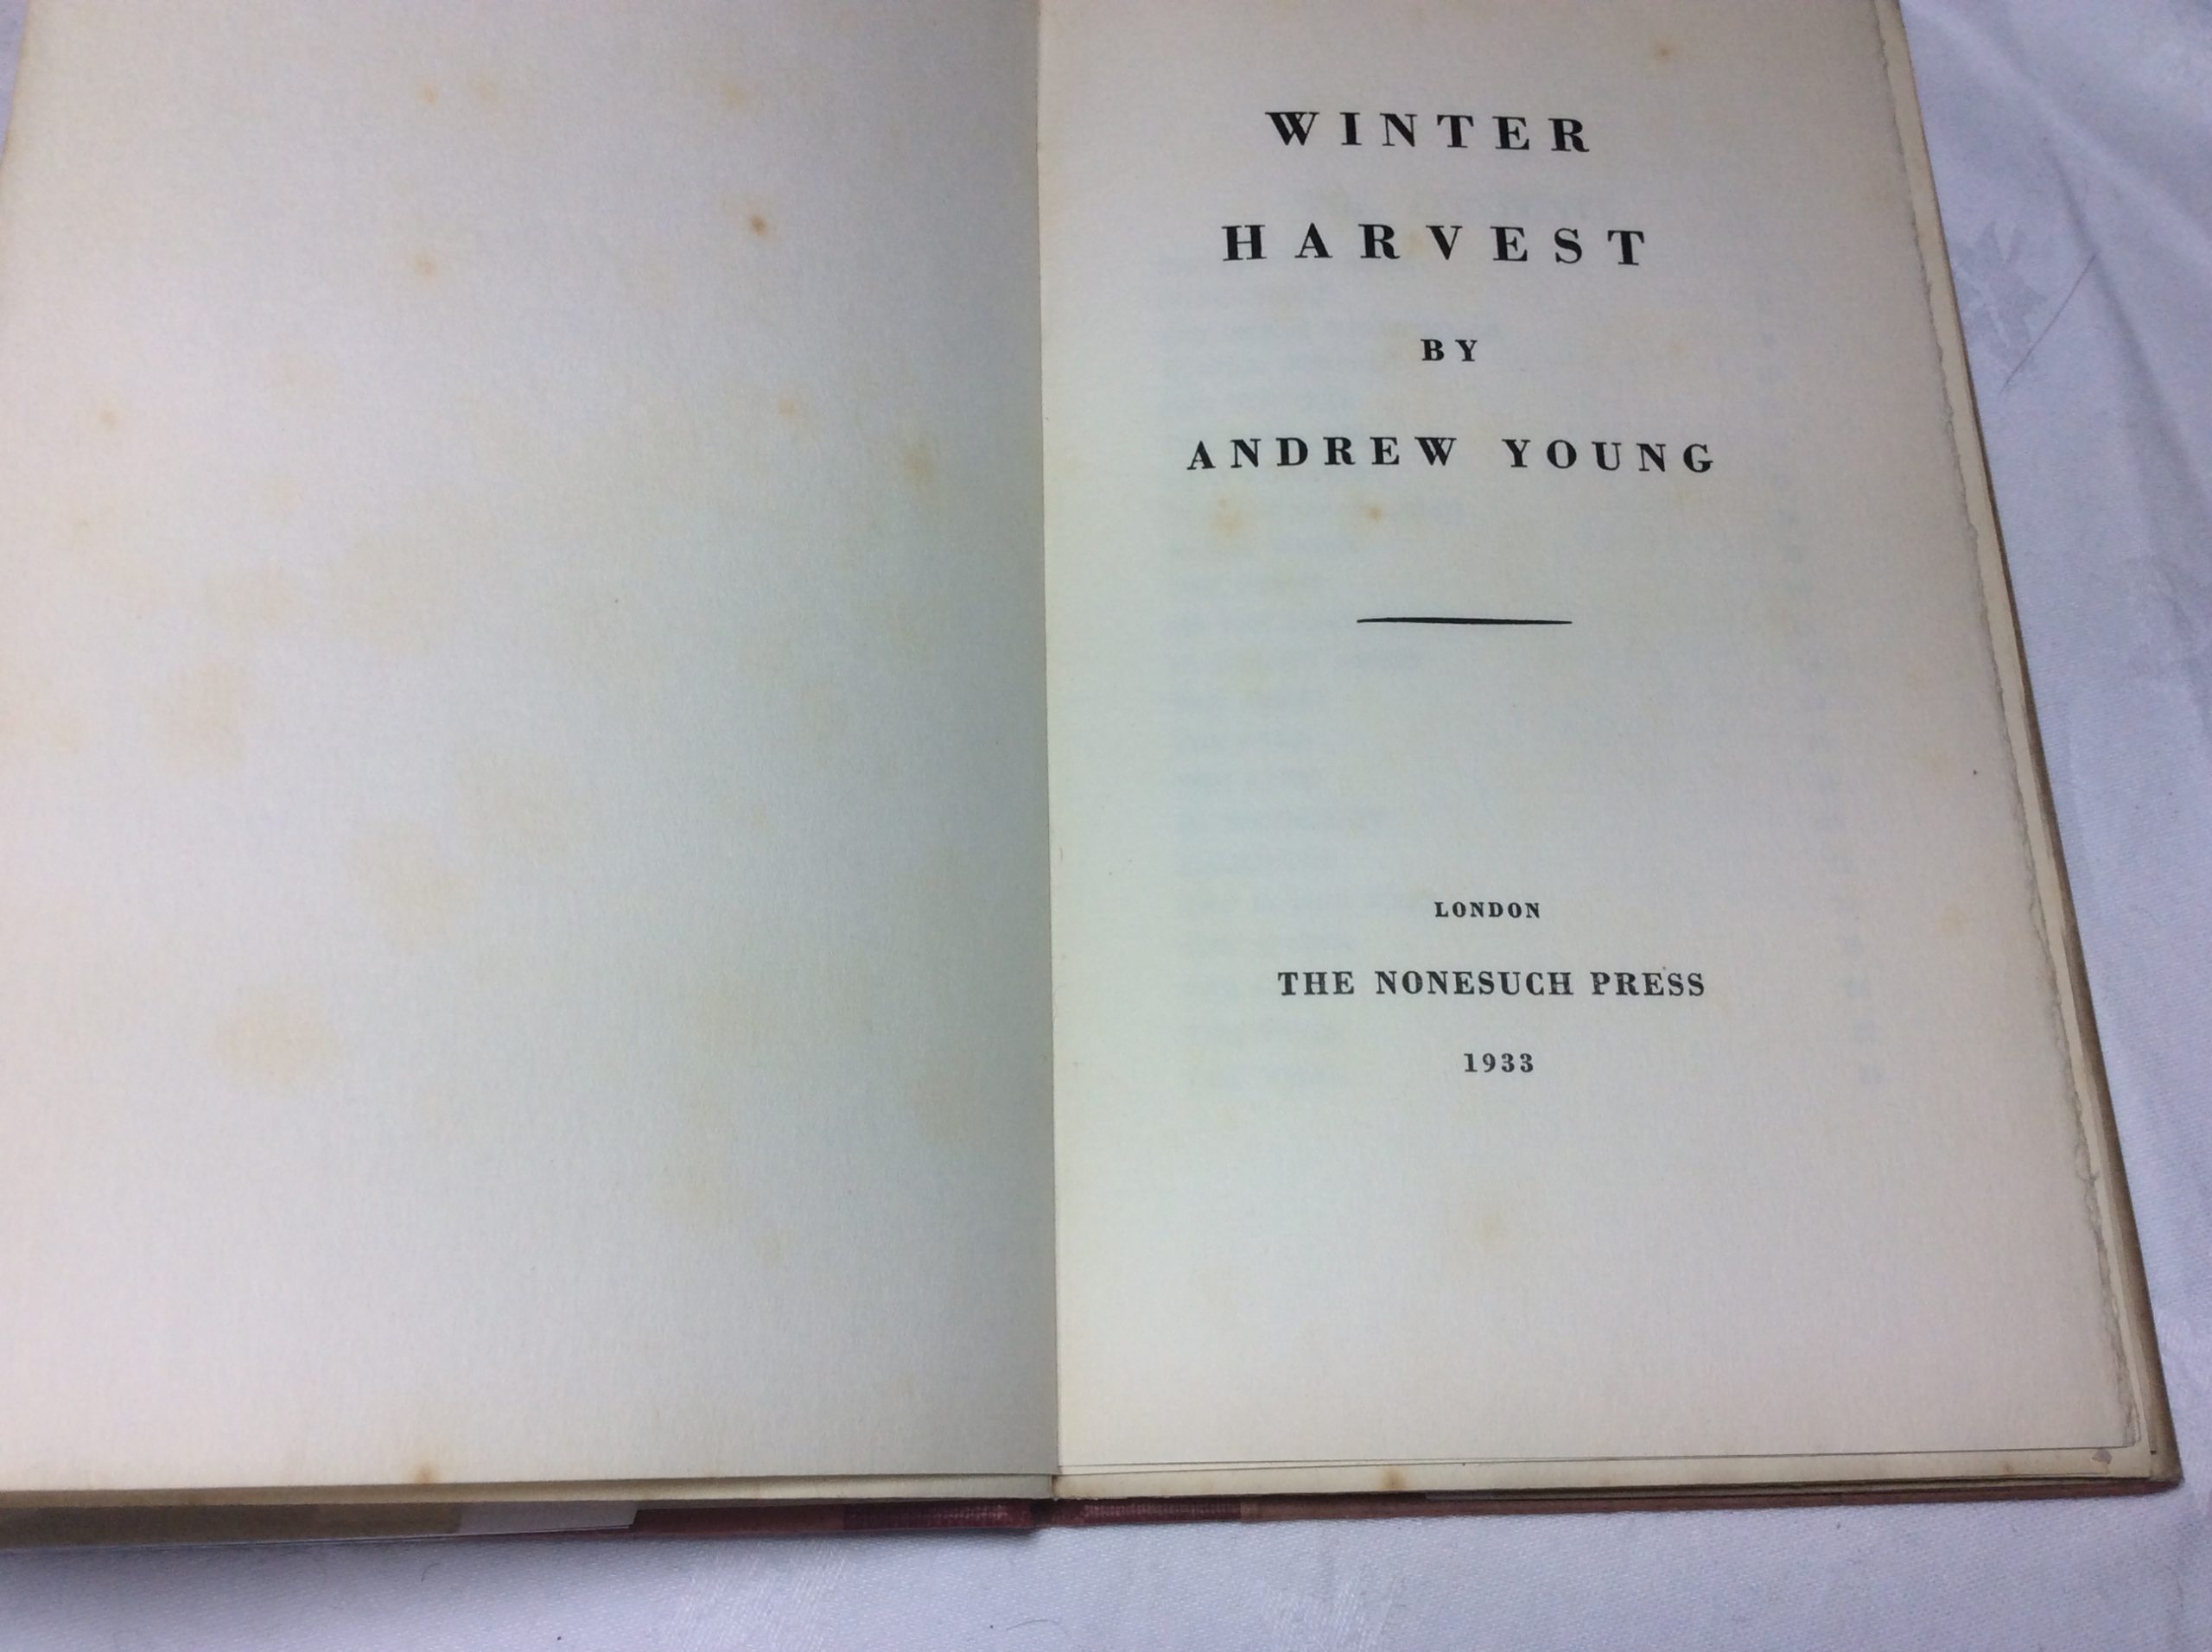 WINTER
HARVEST
BY
ANDREW YOUNG
LONDON
THE NONESUCH PRESS
1933